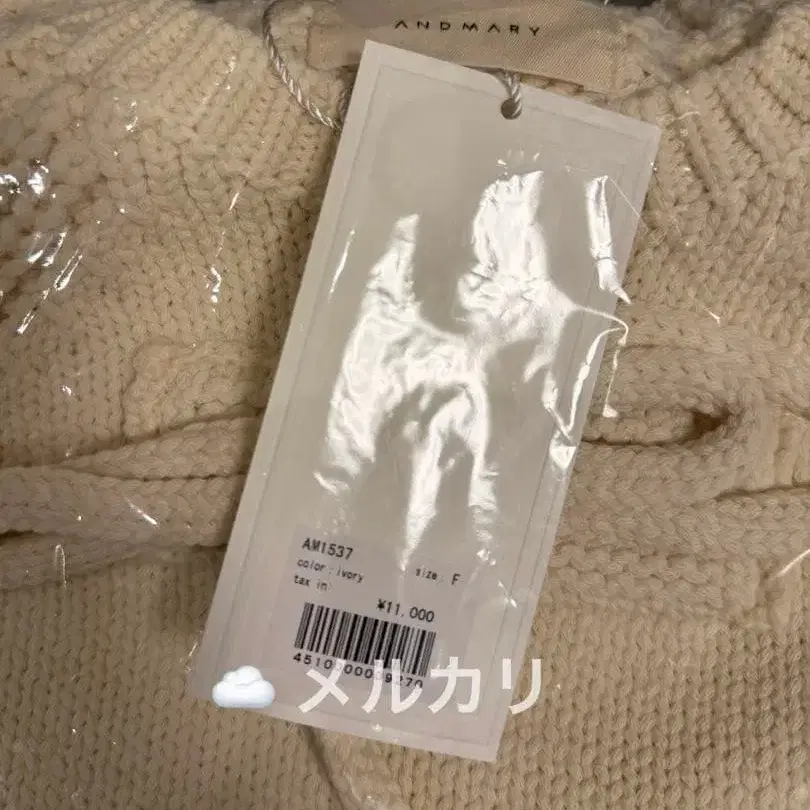 ANDMARY
AM1537
color : ivory size : F
tax in
¥11,000
メルカリ